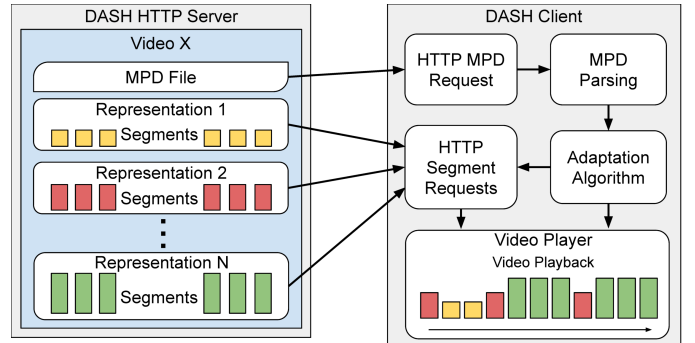 DASH HTTP Server
Video X
MPD File
Representation 1
Segments
Representation 2
Segments
Representation N
Segments
DASH Client
HTTP MPD
Request
MPD
Parsing
HTTP
Segment
Requests
Adaptation
Algorithm
Video Player
Video Playback